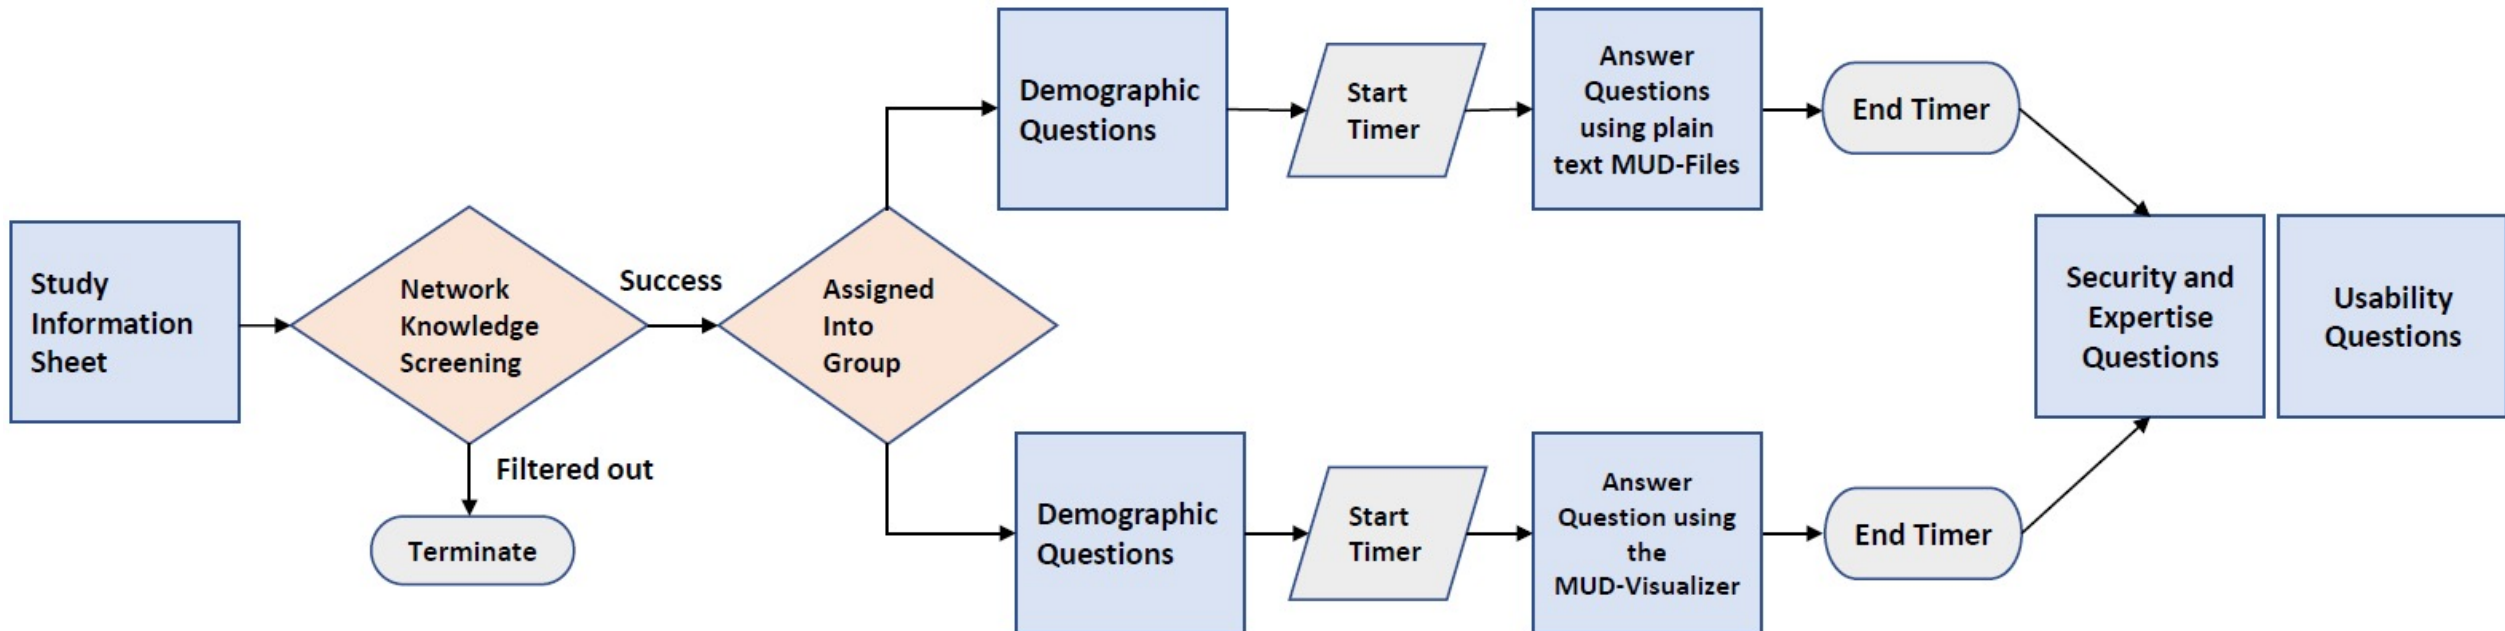 Study
Information
Sheet
Network
Knowledge
Screening
Success
Filtered out
Terminate
Assigned
Into
Group
Demographic
Questions
Start
Timer
Answer
Questions
using plain
text MUD-Files
End Timer
Demographic
Questions
Start
Timer
Answer
Question using
the
MUD-Visualizer
End Timer
Security and
Expertise
Questions
Usability
Questions